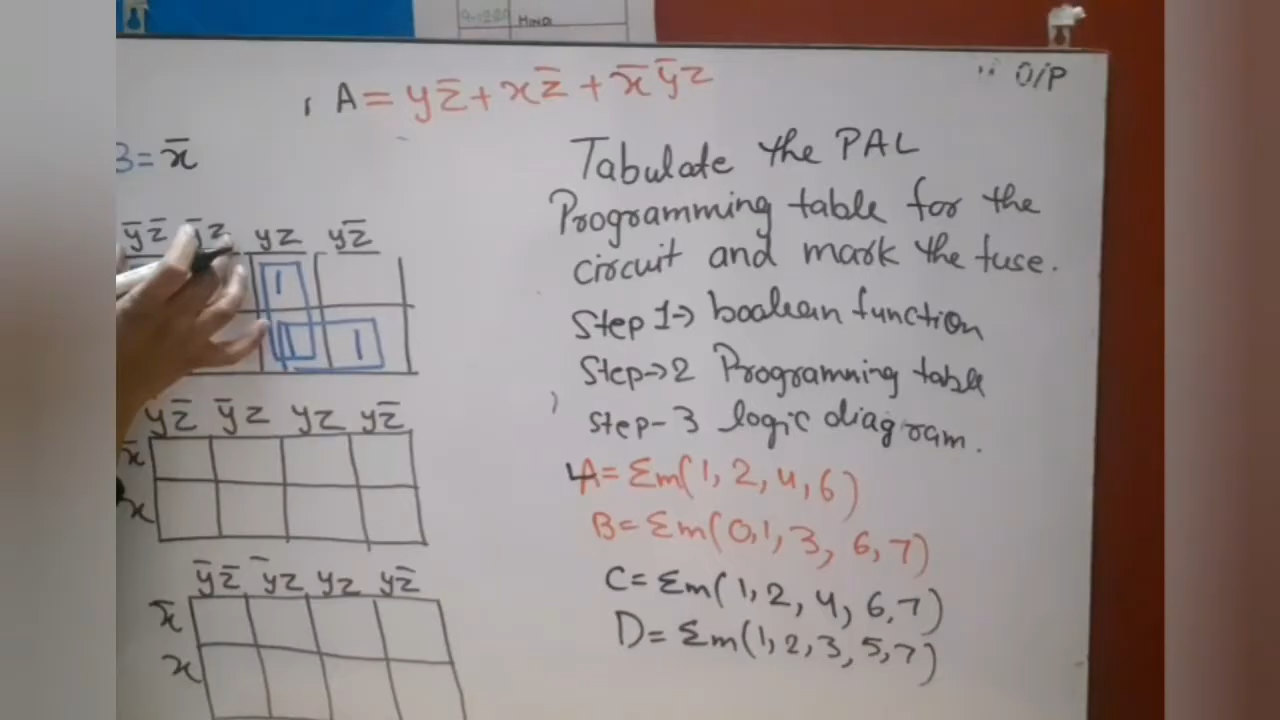 HINDI
∵ O/P
, A = yz̄ + xz̄ + x̄ȳz
Tabulate the PAL
Programming table for the
circuit and mark the fuse.
Step 1→ boolean function
Step→2 Programming table
Step-3 logic diagram.
A= Σm(1, 2, 4, 6)
B= Σm(0,1, 3, 6, 7)
C= Σm(1, 2, 4, 6,7)
D= Σm(1, 2, 3, 5,7)
B= x̄
ȳz̄ ȳz yz yz̄
1
1 1
yz̄ ȳz yz yz̄
x̄
x
ȳz̄ ȳz yz yz̄
x̄
x